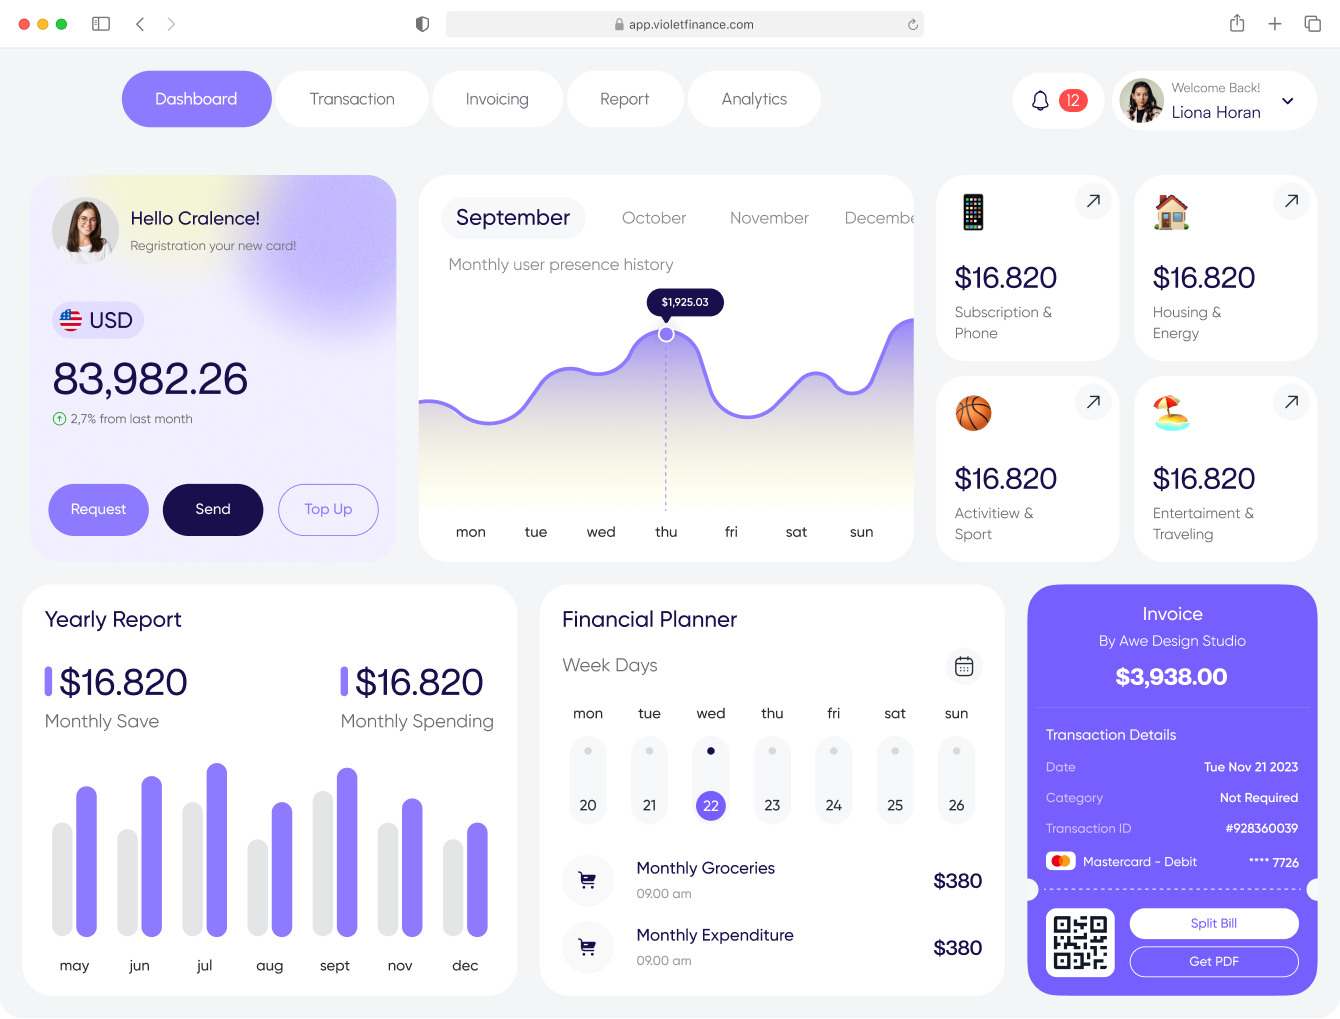 app.violetfinance.com
Dashboard
Transaction
Invoicing
Report
Analytics
12
Welcome Back!
Liona Horan
Hello Cralence!
Regristration your new card!
USD
83,982.26
2,7% from last month
Request
Send
Top Up
September
October
November
Decembe
Monthly user presence history
$1,925.03
mon
tue
wed
thu
fri
sat
sun
$16.820
Subscription &
Phone
$16.820
Housing &
Energy
$16.820
Activitiew &
Sport
$16.820
Entertaiment &
Traveling
Yearly Report
$16.820
Monthly Save
$16.820
Monthly Spending
may
jun
jul
aug
sept
nov
dec
Financial Planner
Week Days
mon
tue
wed
thu
fri
sat
sun
20
21
22
23
24
25
26
Monthly Groceries
09.00 am
$380
Monthly Expenditure
09.00 am
$380
Invoice
By Awe Design Studio
$3,938.00
Transaction Details
Date
Tue Nov 21 2023
Category
Not Required
Transaction ID
#928360039
Mastercard - Debit
**** 7726
Split Bill
Get PDF